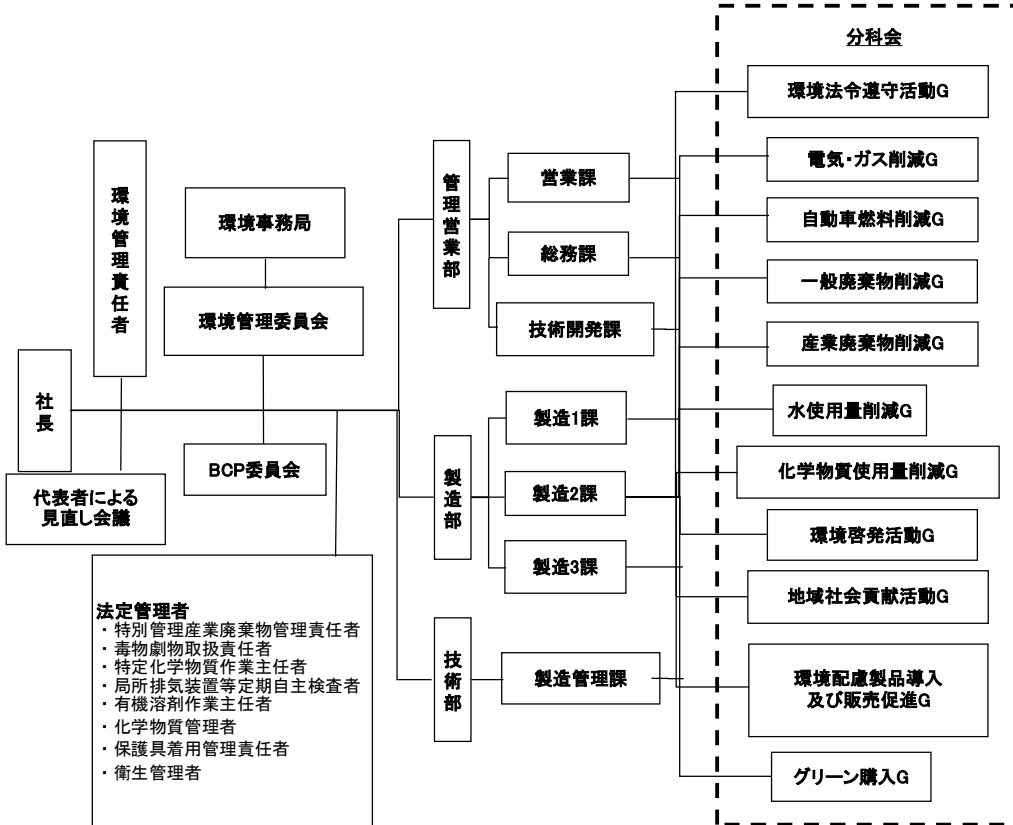 分科会
環境法令遵守活動G
電気・ガス削減G
自動車燃料削減G
一般廃棄物削減G
産業廃棄物削減G
水使用量削減G
化学物質使用量削減G
環境啓発活動G
地域社会貢献活動G
環境配慮製品導入
及び販売促進G
グリーン購入G
環境管理責任者
環境事務局
環境管理委員会
社長
BCP委員会
代表者による
見直し会議
管理営業部
営業課
総務課
技術開発課
製造部
製造1課
製造2課
製造3課
技術部
製造管理課
法定管理者
・特別管理産業廃棄物管理責任者
・毒物劇物取扱責任者
・特定化学物質作業主任者
・局所排気装置等定期自主検査者
・有機溶剤作業主任者
・化学物質管理者
・保護具着用管理責任者
・衛生管理者